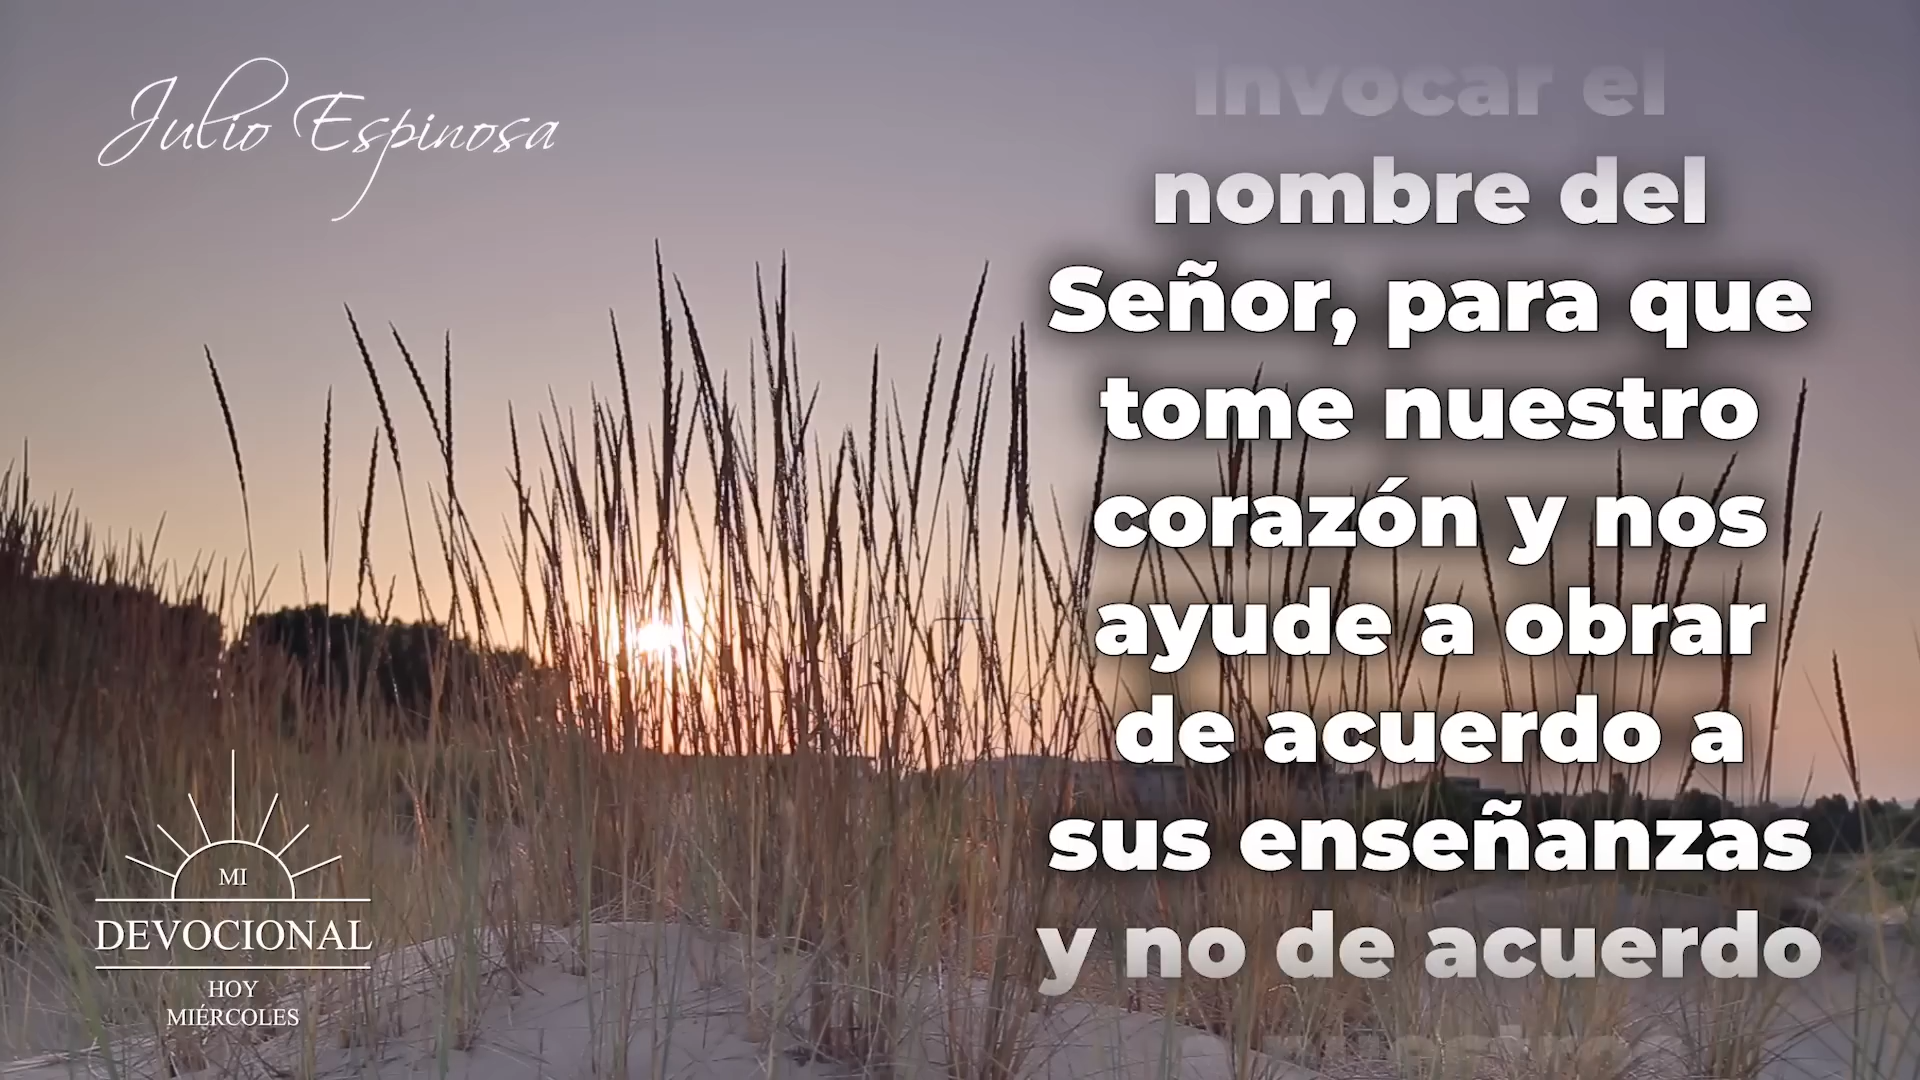 Julio Espinosa
invocar el
nombre del
Señor, para que
tome nuestro
corazón y nos
ayude a obrar
de acuerdo a
sus enseñanzas
y no de acuerdo
MI
DEVOCIONAL
HOY
MIÉRCOLES